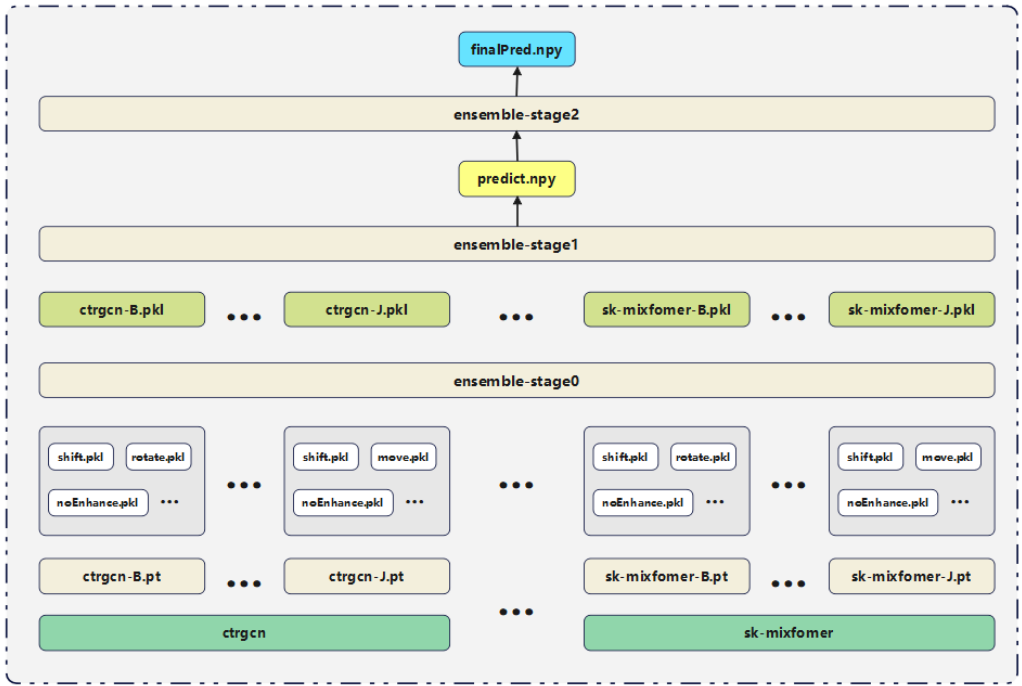 finalPred.npy
ensemble-stage2
predict.npy
ensemble-stage1
ctrgcn-B.pkl ... ctrgcn-J.pkl ... sk-mixfomer-B.pkl ... sk-mixfomer-J.pkl
ensemble-stage0
shift.pkl rotate.pkl shift.pkl move.pkl shift.pkl rotate.pkl shift.pkl move.pkl
... ... ...
noEnhance.pkl ... noEnhance.pkl ... noEnhance.pkl ... noEnhance.pkl ...
ctrgcn-B.pt ... ctrgcn-J.pt sk-mixfomer-B.pt ... sk-mixfomer-J.pt
...
ctrgcn sk-mixfomer